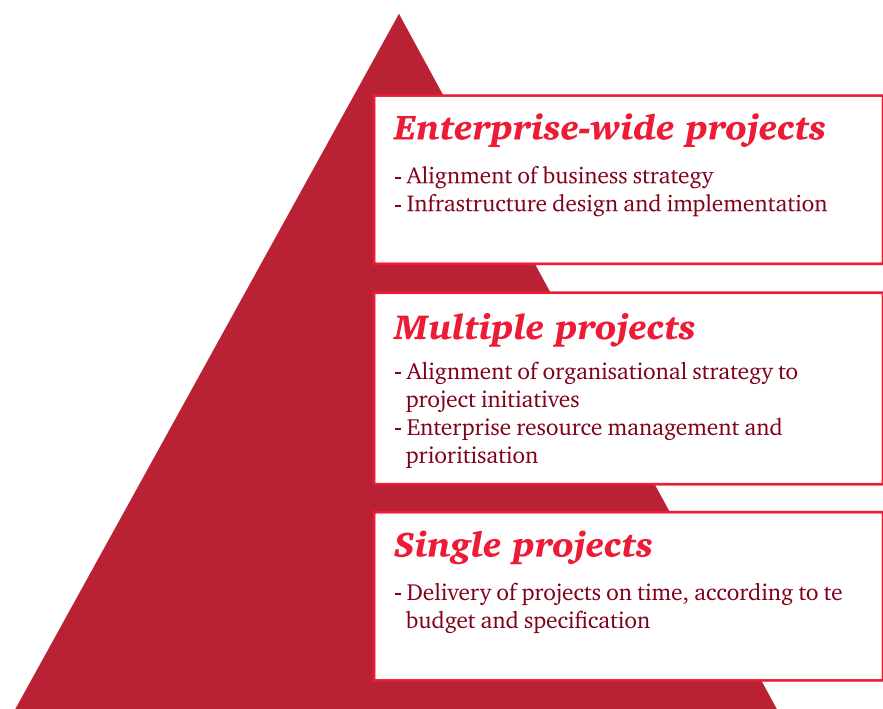 Enterprise-wide projects
- Alignment of business strategy
- Infrastructure design and implementation
Multiple projects
- Alignment of organisational strategy to
project initiatives
- Enterprise resource management and
prioritisation
Single projects
- Delivery of projects on time, according to te
budget and specification